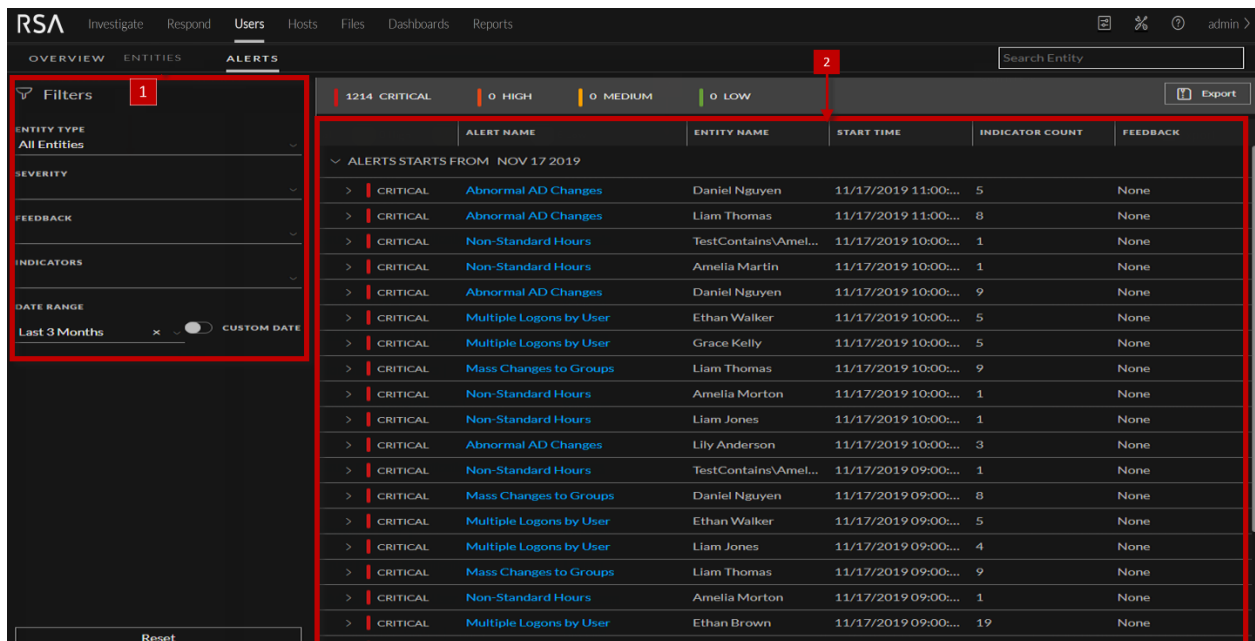 RSA Investigate Respond Users Hosts Files Dashboards Reports admin >
OVERVIEW ENTITIES ALERTS Search Entity
2
Filters 1
1214 CRITICAL 0 HIGH 0 MEDIUM 0 LOW Export
ENTITY TYPE
All Entities
SEVERITY
FEEDBACK
INDICATORS
DATE RANGE
Last 3 Months × CUSTOM DATE
Reset
ALERT NAME ENTITY NAME START TIME INDICATOR COUNT FEEDBACK
ALERTS STARTS FROM NOV 17 2019
> CRITICAL Abnormal AD Changes Daniel Nguyen 11/17/2019 11:00:... 5 None
> CRITICAL Abnormal AD Changes Liam Thomas 11/17/2019 11:00:... 8 None
> CRITICAL Non-Standard Hours TestContains\Amel... 11/17/2019 10:00:... 1 None
> CRITICAL Non-Standard Hours Amelia Martin 11/17/2019 10:00:... 1 None
> CRITICAL Abnormal AD Changes Daniel Nguyen 11/17/2019 10:00:... 9 None
> CRITICAL Multiple Logons by User Ethan Walker 11/17/2019 10:00:... 5 None
> CRITICAL Multiple Logons by User Grace Kelly 11/17/2019 10:00:... 5 None
> CRITICAL Mass Changes to Groups Liam Thomas 11/17/2019 10:00:... 9 None
> CRITICAL Non-Standard Hours Amelia Morton 11/17/2019 10:00:... 1 None
> CRITICAL Non-Standard Hours Liam Jones 11/17/2019 10:00:... 1 None
> CRITICAL Abnormal AD Changes Lily Anderson 11/17/2019 10:00:... 3 None
> CRITICAL Non-Standard Hours TestContains\Amel... 11/17/2019 09:00:... 1 None
> CRITICAL Mass Changes to Groups Daniel Nguyen 11/17/2019 09:00:... 8 None
> CRITICAL Multiple Logons by User Ethan Walker 11/17/2019 09:00:... 5 None
> CRITICAL Multiple Logons by User Liam Jones 11/17/2019 09:00:... 4 None
> CRITICAL Mass Changes to Groups Liam Thomas 11/17/2019 09:00:... 9 None
> CRITICAL Non-Standard Hours Amelia Morton 11/17/2019 09:00:... 1 None
> CRITICAL Multiple Logons by User Ethan Brown 11/17/2019 09:00:... 19 None